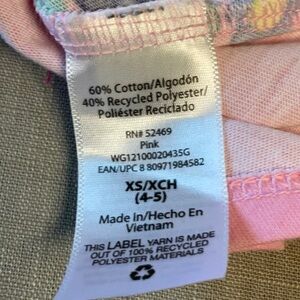 60% Cotton/Algodón
40% Recycled Polyester/
Poliéster Reciclado
RN# 52469
Pink
WG12100020435G
EAN/UPC 8 80971984582
XS/XCH
(4-5)
Made in/Hecho En
Vietnam
THIS LABEL YARN IS MADE
OUT OF 100% RECYCLED
POLYESTER MATERIALS